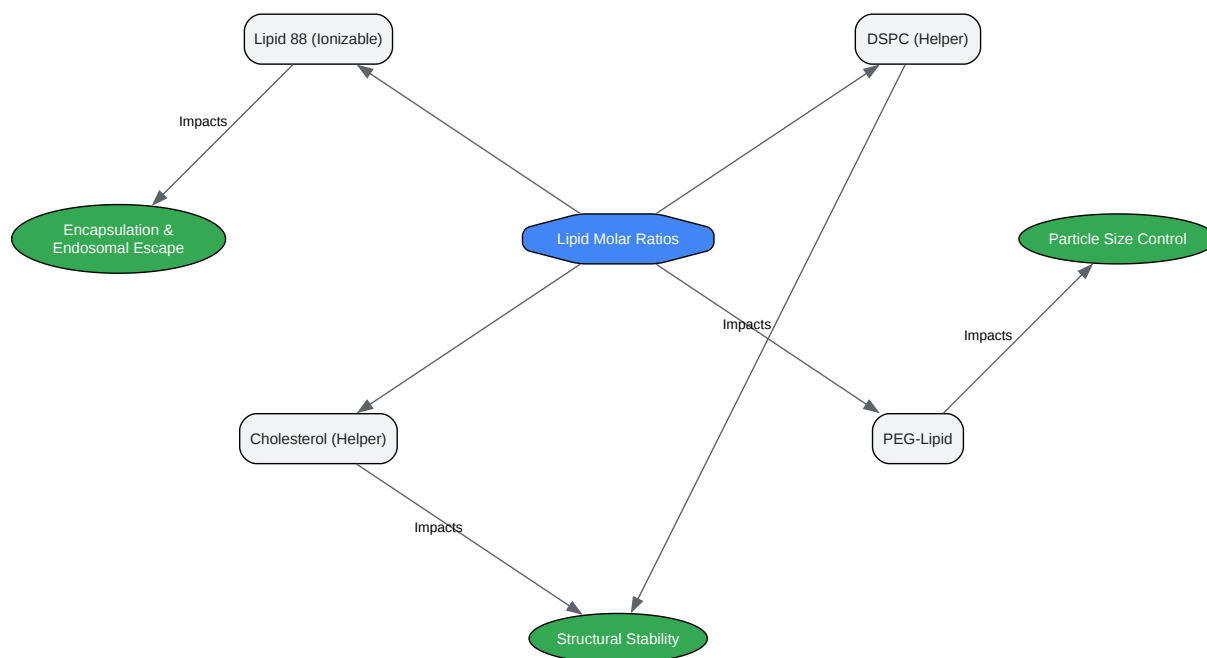 Lipid 88 (Ionizable)
DSPC (Helper)
Impacts
Encapsulation &
Endosomal Escape
Lipid Molar Ratios
Particle Size Control
Impacts
Impacts
Cholesterol (Helper)
PEG-Lipid
Impacts
Structural Stability